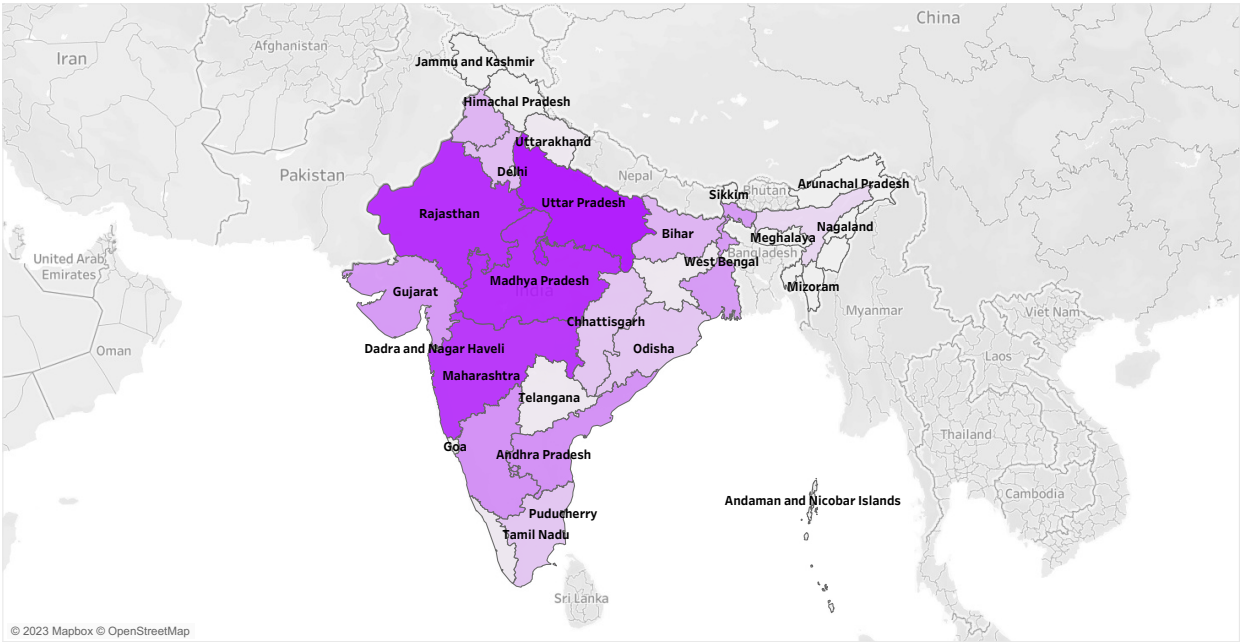 China
Iran
Afghanistan
Jammu and Kashmir
Himachal Pradesh
Uttarakhand
Pakistan
Delhi
Nepal
Arunachal Pradesh
Sikkim
Bhutan
Rajasthan
Uttar Pradesh
Bihar
Nagaland
Meghalaya
Bangladesh
United Arab
Emirates
West Bengal
Madhya Pradesh
India
Gujarat
Mizoram
Myanmar
Viet Nam
Chhattisgarh
Oman
Dadra and Nagar Haveli
Odisha
Laos
Maharashtra
Telangana
Thailand
Goa
Andhra Pradesh
Cambodia
Andaman and Nicobar Islands
Puducherry
Tamil Nadu
Sri Lanka
© 2023 Mapbox © OpenStreetMap